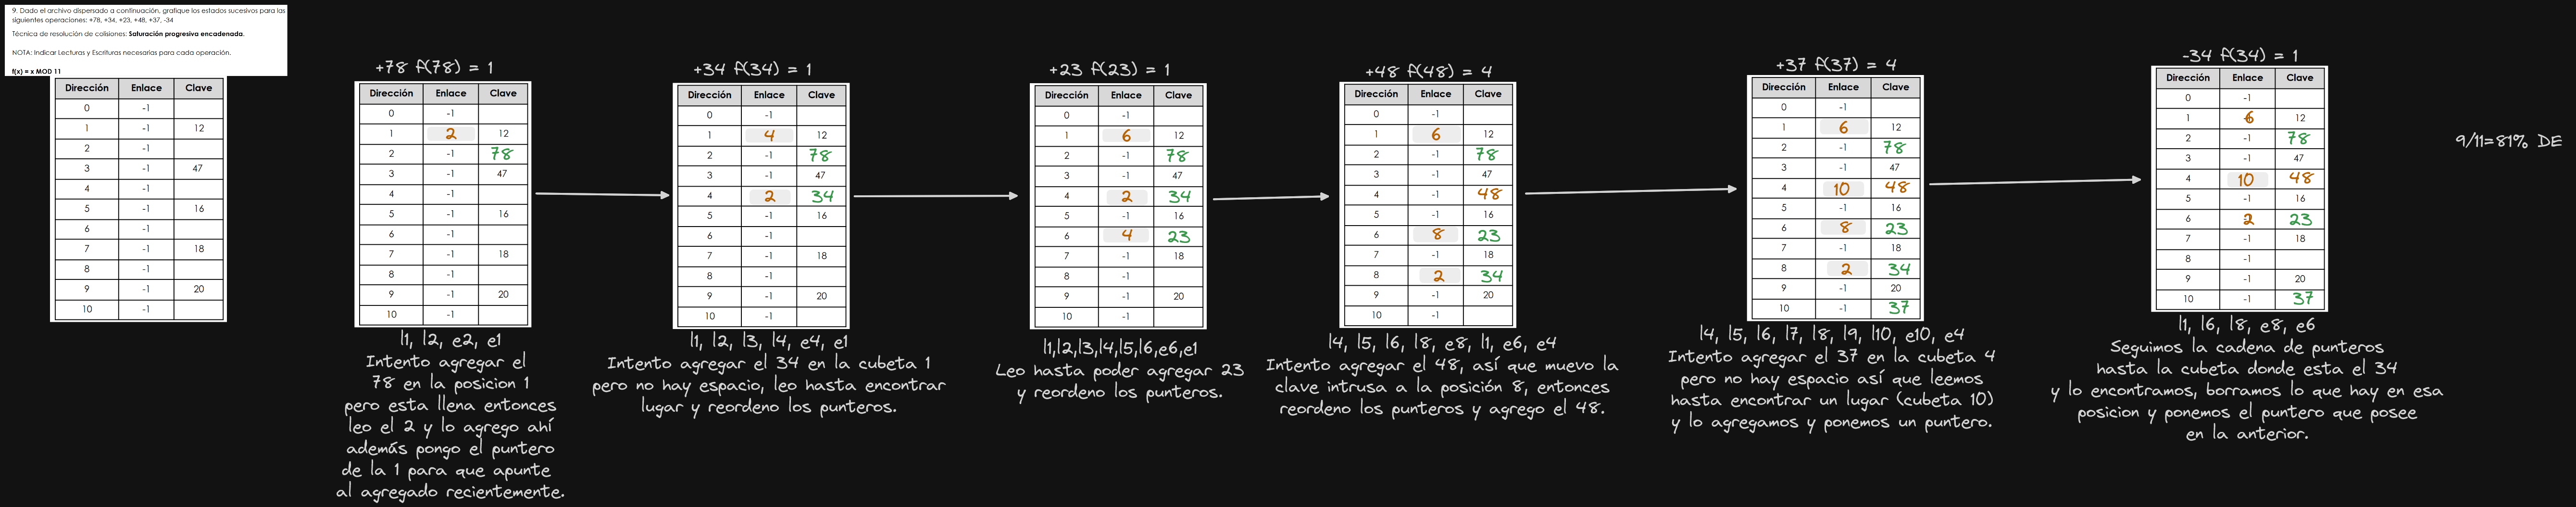 9. Dado el archivo dispersado a continuación, grafique los estados sucesivos para las
siguientes operaciones: +78, +34, +23, +48, +37, -34
Técnica de resolución de colisiones: Saturación progresiva encadenada.
NOTA: Indicar Lecturas y Escrituras necesarias para cada operación.
f(x) = x MOD 11
Dirección Enlace Clave
0 -1
1 -1 12
2 -1
3 -1 47
4 -1
5 -1 16
6 -1
7 -1 18
8 -1
9 -1 20
10 -1
+78 f(78) = 1
Dirección Enlace Clave
0 -1
1 2 12
2 -1 78
3 -1 47
4 -1
5 -1 16
6 -1
7 -1 18
8 -1
9 -1 20
10 -1
l1, l2, e2, e1
Intento agregar el
78 en la posicion 1
pero esta llena entonces
leo el 2 y lo agrego ahí
además pongo el puntero
de la 1 para que apunte
al agregado recientemente.
+34 f(34) = 1
Dirección Enlace Clave
0 -1
1 4 12
2 -1 78
3 -1 47
4 2 34
5 -1 16
6 -1
7 -1 18
8 -1
9 -1 20
10 -1
l1, l2, l3, l4, e4, e1
Intento agregar el 34 en la cubeta 1
pero no hay espacio, leo hasta encontrar
lugar y reordeno los punteros.
+23 f(23) = 1
Dirección Enlace Clave
0 -1
1 6 12
2 -1 78
3 -1 47
4 2 34
5 -1 16
6 4 23
7 -1 18
8 -1
9 -1 20
10 -1
l1,l2,l3,l4,l5,l6,e6,e1
Leo hasta poder agregar 23
y reordeno los punteros.
+48 f(48) = 4
Dirección Enlace Clave
0 -1
1 6 12
2 -1 78
3 -1 47
4 -1 48
5 -1 16
6 8 23
7 -1 18
8 2 34
9 -1 20
10 -1
l4, l5, l6, l8, e8, l1, e6, e4
Intento agregar el 48, así que muevo la
clave intrusa a la posición 8, entonces
reordeno los punteros y agrego el 48.
+37 f(37) = 4
Dirección Enlace Clave
0 -1
1 6 12
2 -1 78
3 -1 47
4 10 48
5 -1 16
6 8 23
7 -1 18
8 2 34
9 -1 20
10 -1 37
l4, l5, l6, l7, l8, l9, l10, e10, e4
Intento agregar el 37 en la cubeta 4
pero no hay espacio así que leemos
hasta encontrar un lugar (cubeta 10)
y lo agregamos y ponemos un puntero.
-34 f(34) = 1
Dirección Enlace Clave
0 -1
1 6 12
2 -1 78
3 -1 47
4 10 48
5 -1 16
6 2 23
7 -1 18
8 -1
9 -1 20
10 -1 37
l1, l6, l8, e8, e6
Seguimos la cadena de punteros
hasta la cubeta donde esta el 34
y lo encontramos, borramos lo que hay en esa
posicion y ponemos el puntero que posee
en la anterior.
9/11=81% DE